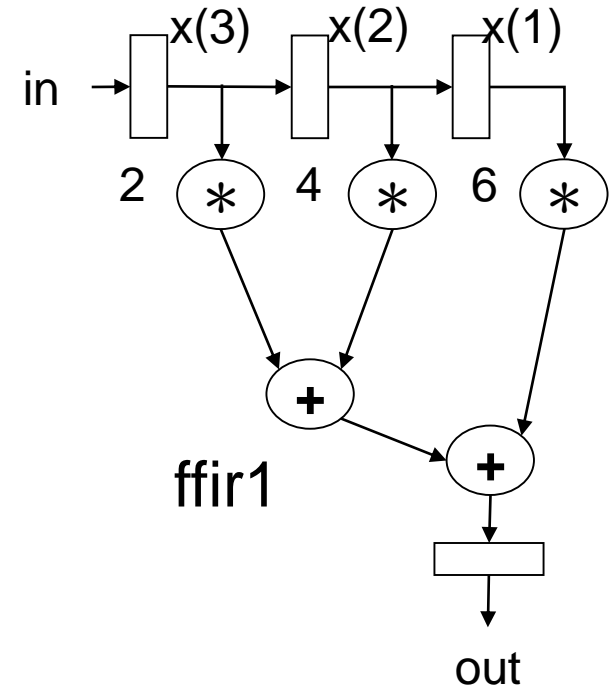 x(3) x(2) x(1)
in
2 * 4 * 6 *
+
+
ffir1
out